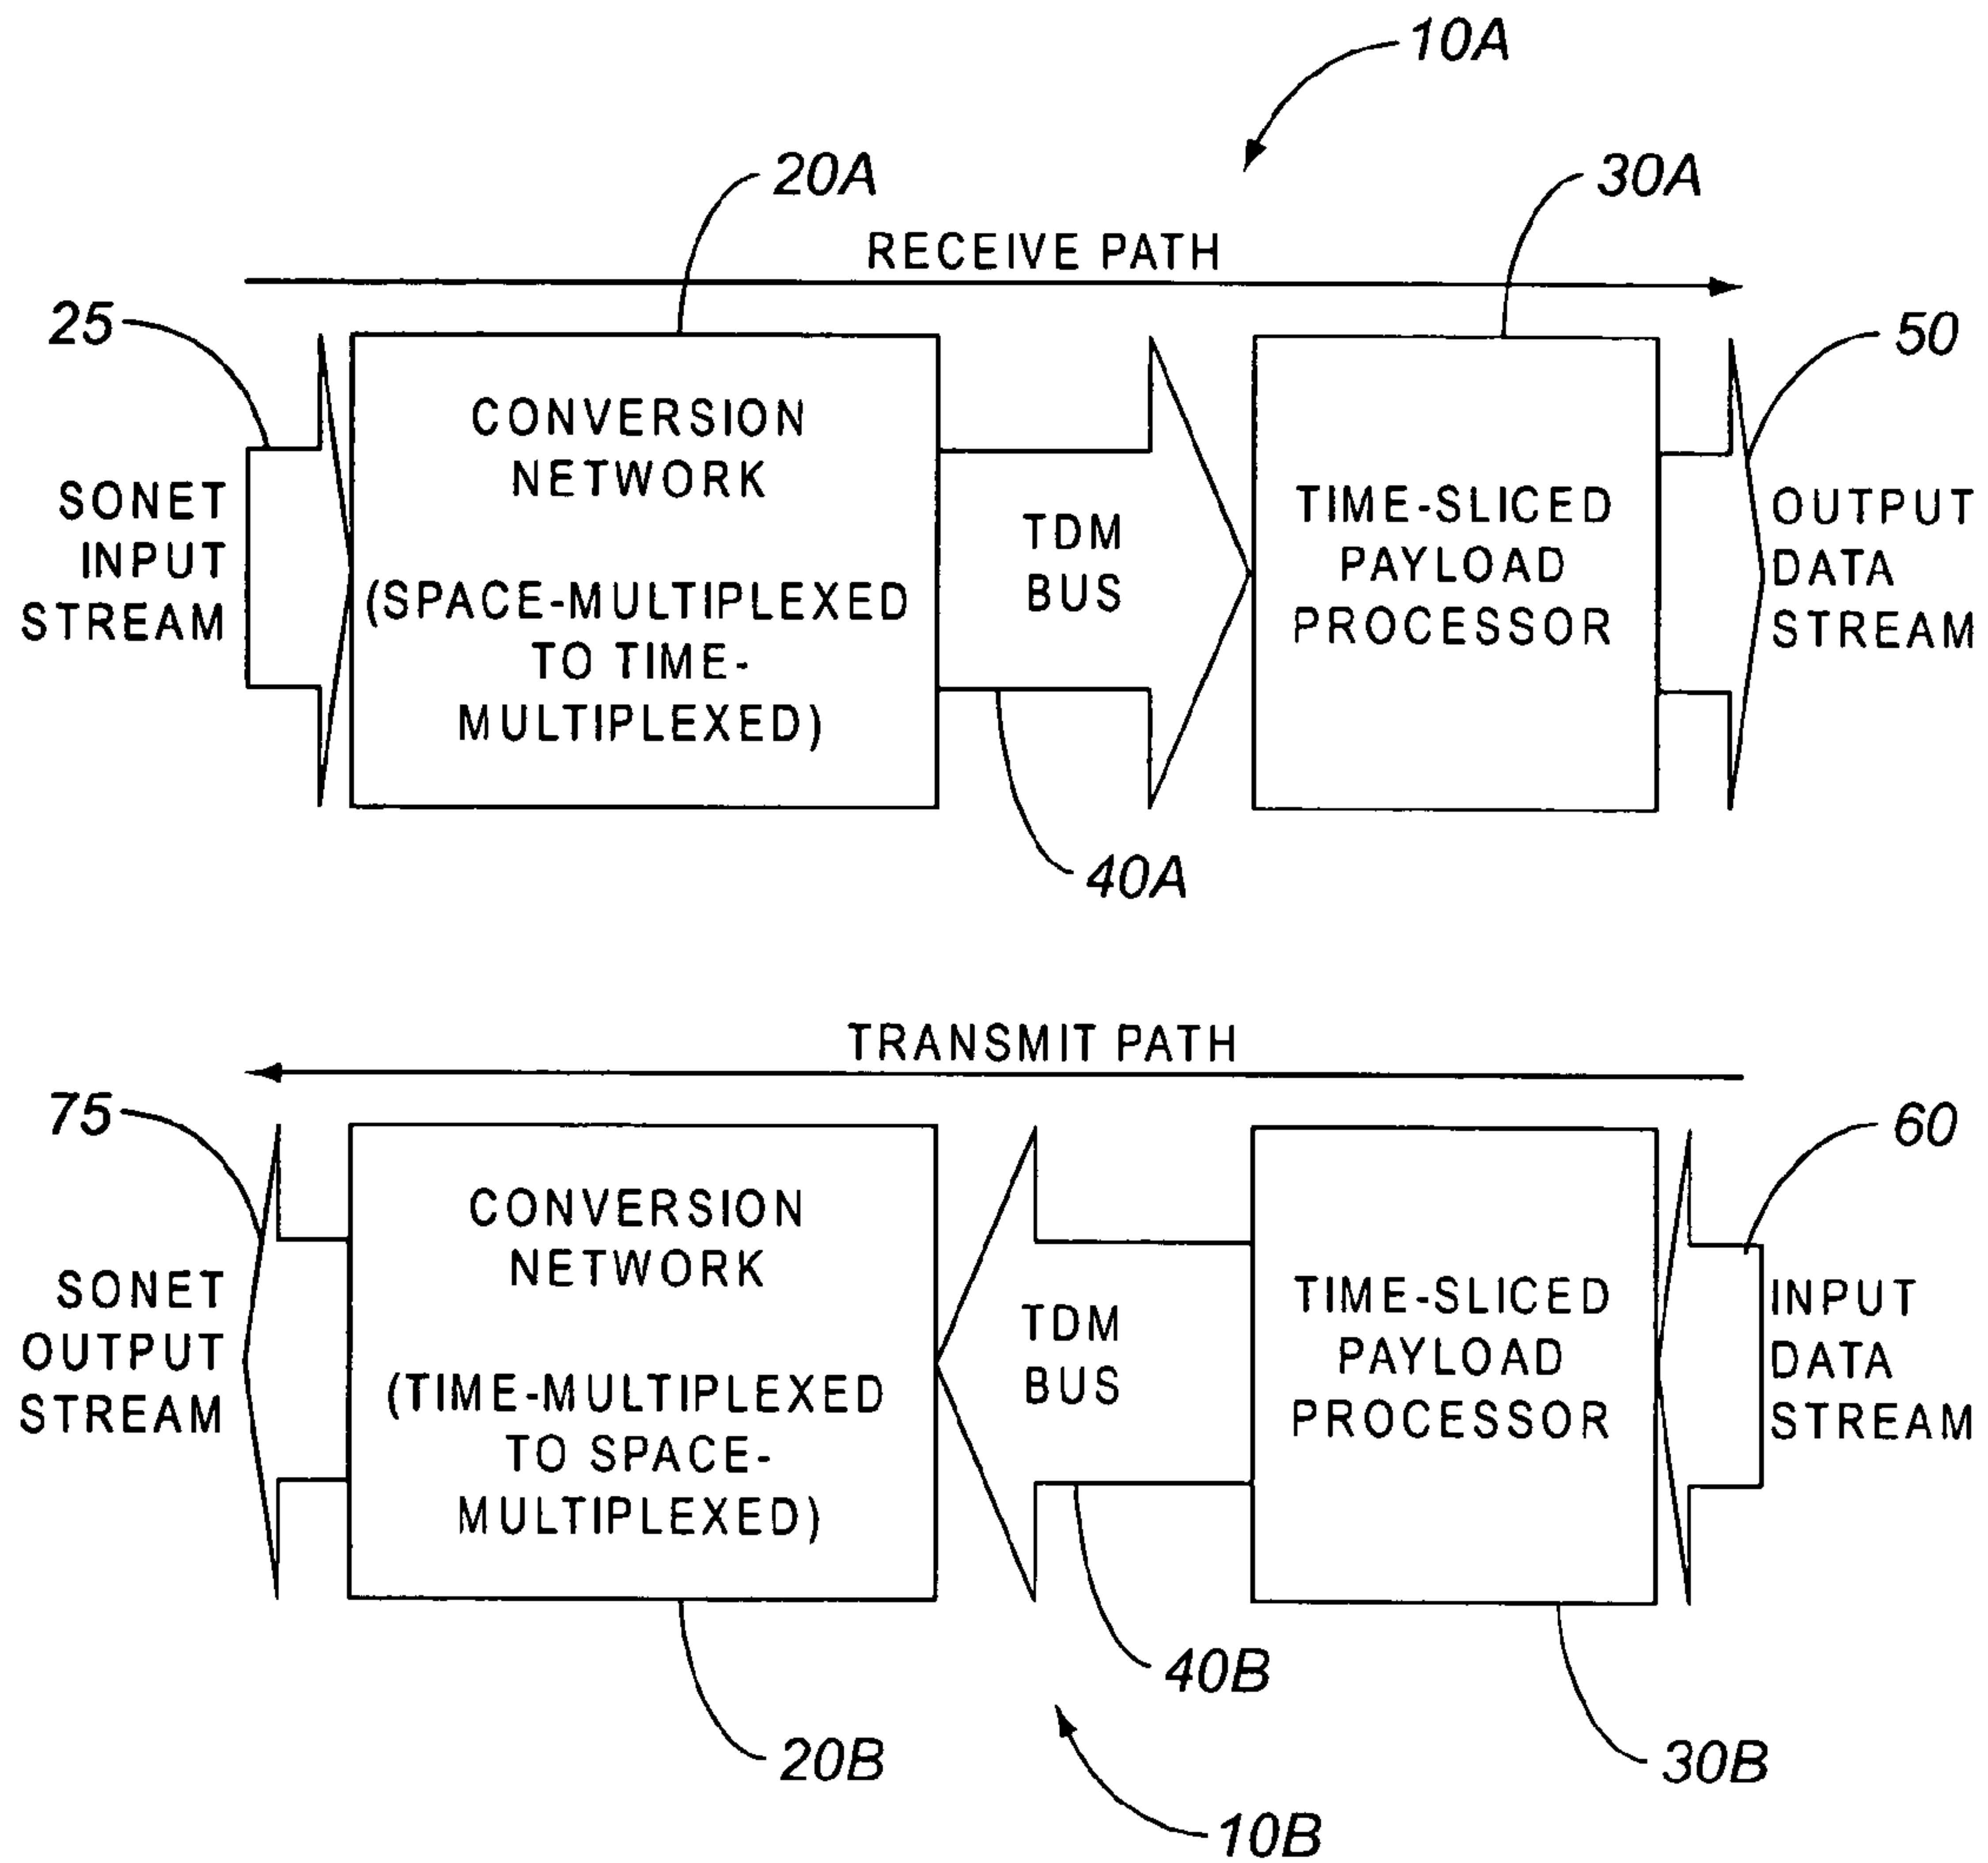 10A
20A
30A
RECEIVE PATH
25
50
SONET
INPUT
STREAM
CONVERSION
NETWORK
(SPACE-MULTIPLEXED
TO TIME-
MULTIPLEXED)
TDM
BUS
TIME-SLICED
PAYLOAD
PROCESSOR
OUTPUT
DATA
STREAM
40A
TRANSMIT PATH
75
60
SONET
OUTPUT
STREAM
CONVERSION
NETWORK
(TIME-MULTIPLEXED
TO SPACE-
MULTIPLEXED)
TDM
BUS
TIME-SLICED
PAYLOAD
PROCESSOR
INPUT
DATA
STREAM
40B
20B
30B
10B